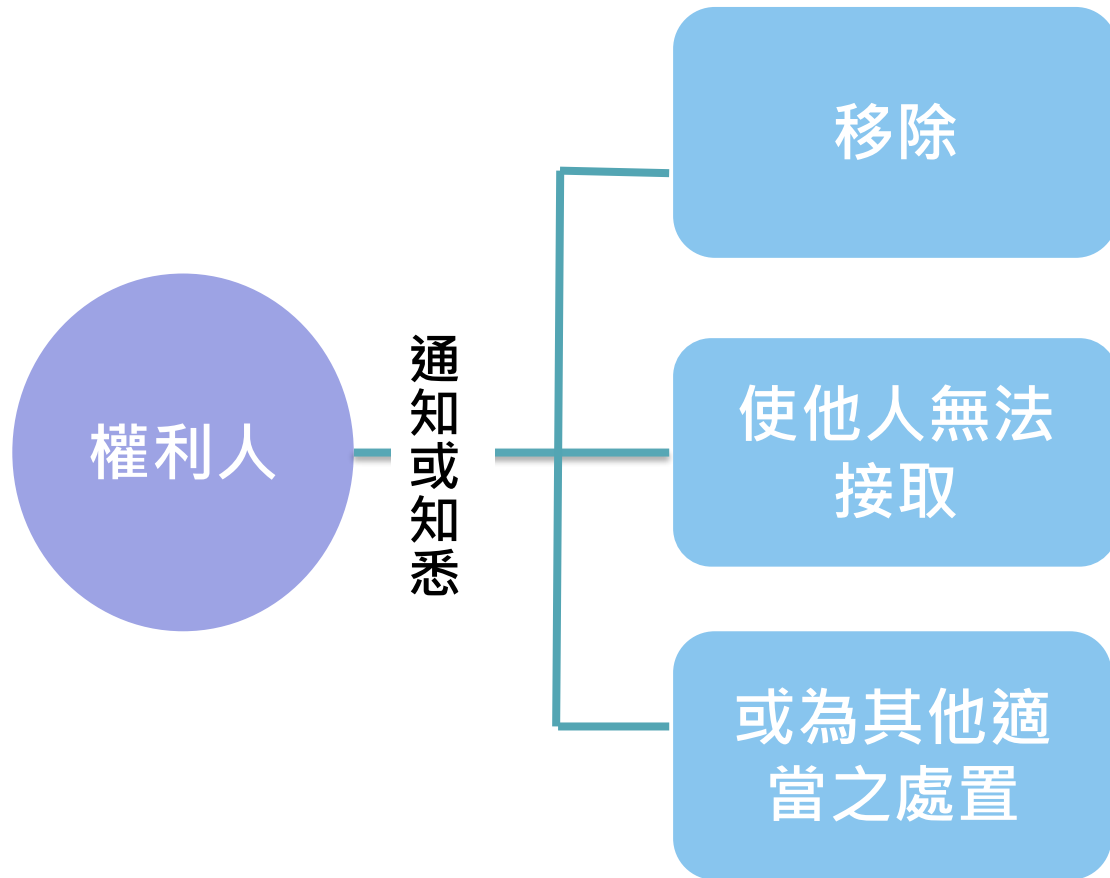 權利人
通知或知悉
移除
使他人無法
接取
或為其他適
當之處置